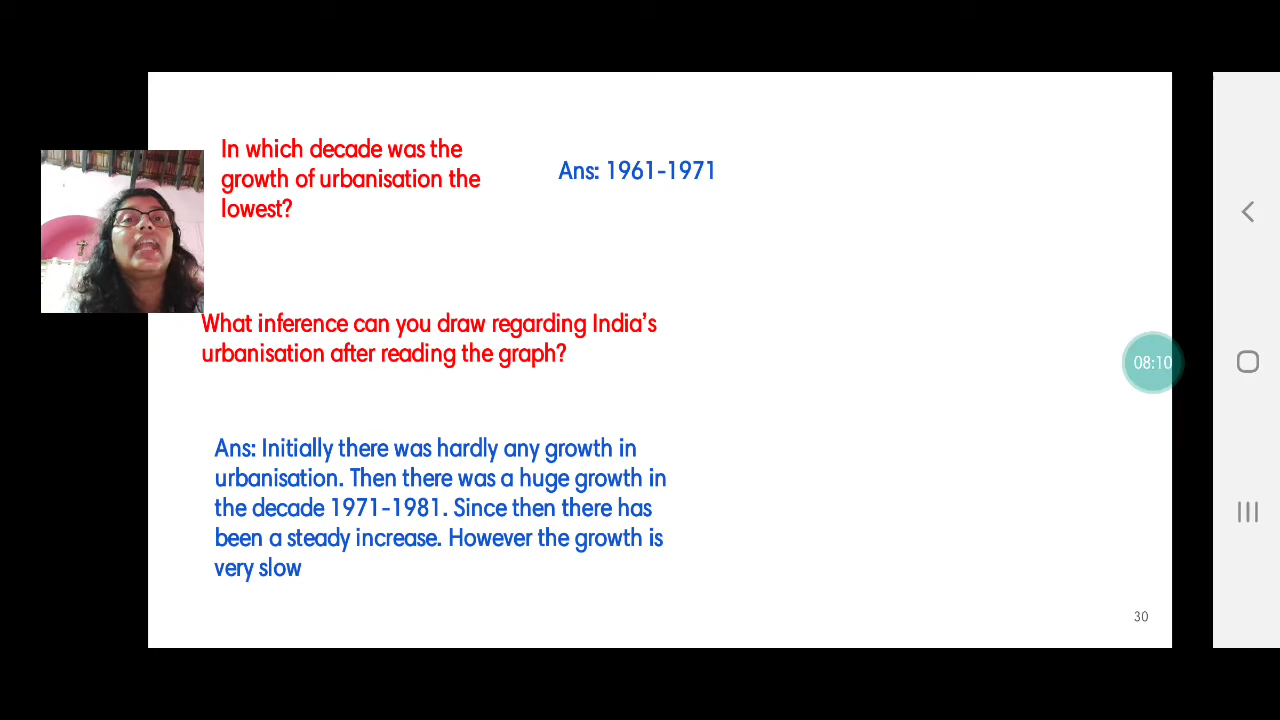 In which decade was the
growth of urbanisation the
lowest?
Ans: 1961-1971
What inference can you draw regarding India's
urbanisation after reading the graph?
08:10
Ans: Initially there was hardly any growth in
urbanisation. Then there was a huge growth in
the decade 1971-1981. Since then there has
been a steady increase. However the growth is
very slow
30